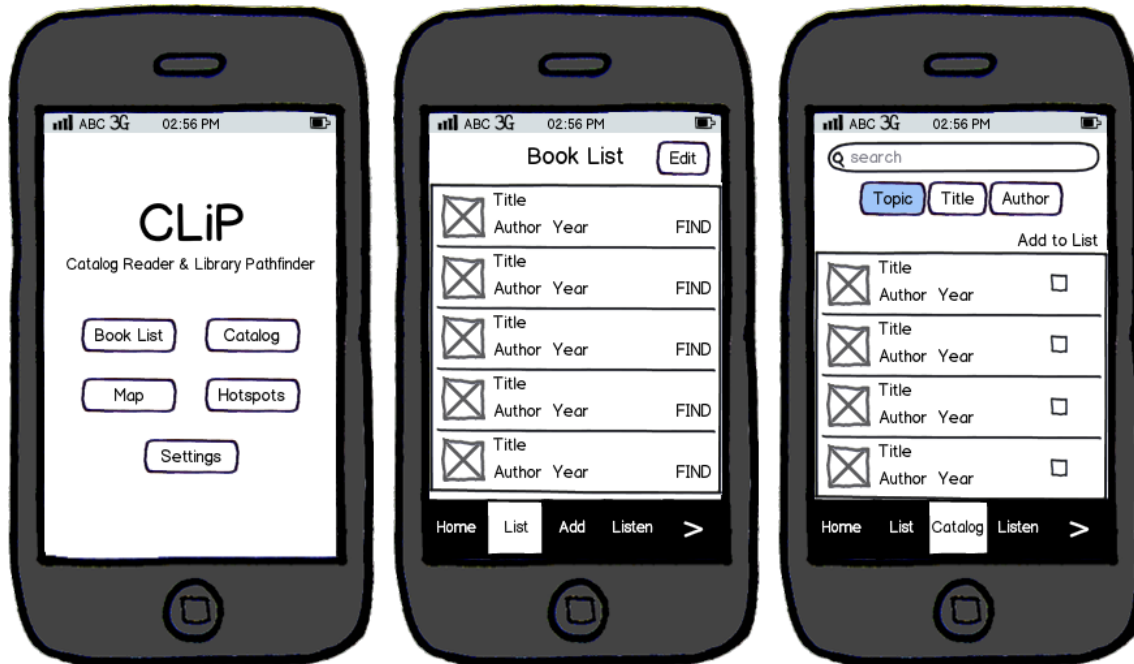 ABC 3G 02:56 PM
CLiP
Catalog Reader & Library Pathfinder
Book List Catalog
Map Hotspots
Settings
ABC 3G 02:56 PM
Book List Edit
Title
Author Year FIND
Title
Author Year FIND
Title
Author Year FIND
Title
Author Year FIND
Title
Author Year FIND
Home List Add Listen >
ABC 3G 02:56 PM
search
Topic Title Author
Add to List
Title
Author Year
Title
Author Year
Title
Author Year
Title
Author Year
Home List Catalog Listen >